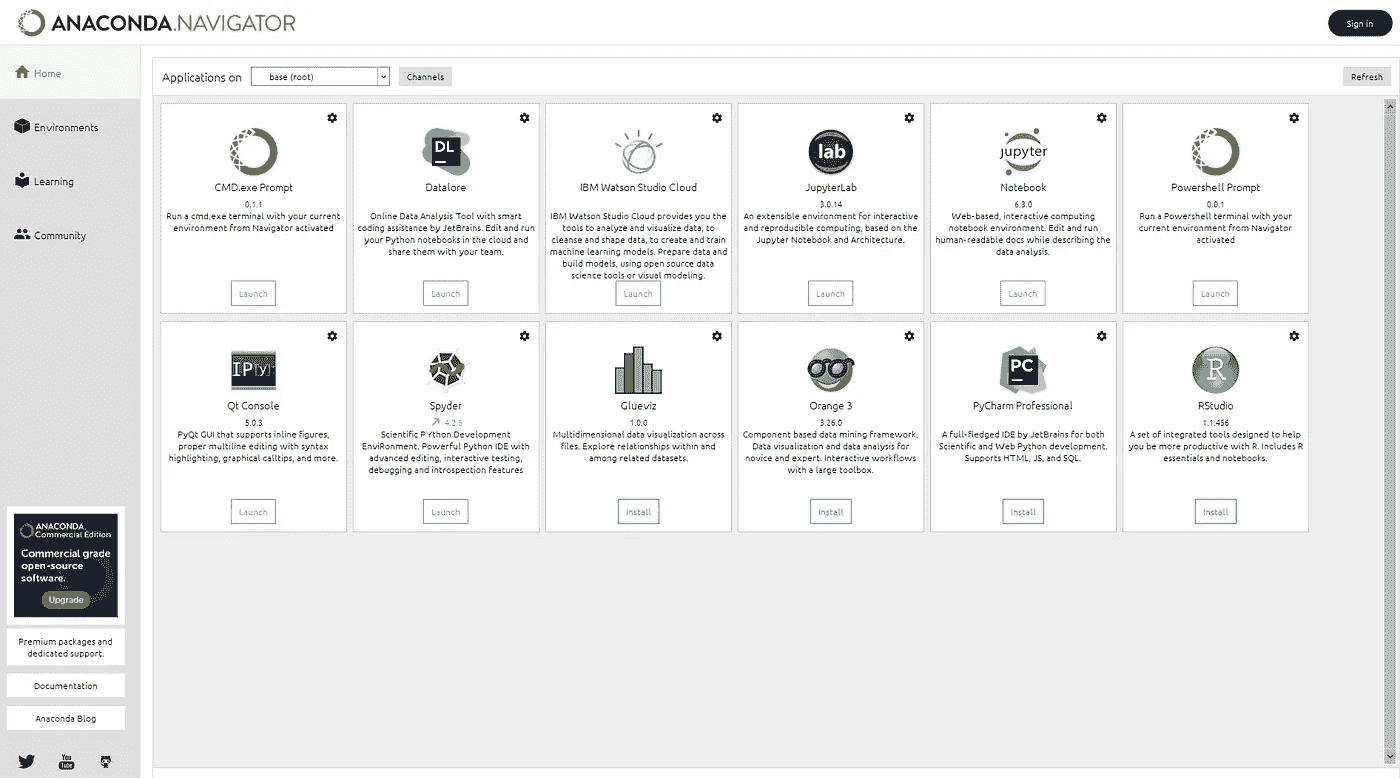 ANACONDA.NAVIGATOR
Sign in
Home
Environments
Learning
Community
Applications on
base (root)
Channels
Refresh
CMD.exe Prompt
0.1.1
Run a cmd.exe terminal with your current
environment from Navigator activated
Launch
DL
Datalore
Online Data Analysis Tool with smart
coding assistance by JetBrains. Edit and run
your Python notebooks in the cloud and
share them with your team.
Launch
IBM Watson Studio Cloud
IBM Watson Studio Cloud provides you the
tools to analyze and visualize data, to
cleanse and shape data, to create and train
machine learning models. Prepare data and
build models, using open source data
science tools or visual modeling.
Launch
lab
JupyterLab
3.0.14
An extensible environment for interactive
and reproducible computing, based on the
Jupyter Notebook and Architecture.
Launch
jupyter
Notebook
6.3.0
Web-based, interactive computing
notebook environment. Edit and run
human-readable docs while describing the
data analysis.
Launch
Powershell Prompt
0.0.1
Run a Powershell terminal with your
current environment from Navigator
activated
Launch
IP[y]:
Qt Console
5.0.3
PyQt GUI that supports inline figures,
proper multiline editing with syntax
highlighting, graphical calltips, and more.
Launch
Spyder
4.2.5
Scientific PYthon Development
EnviRonment. Powerful Python IDE with
advanced editing, interactive testing,
debugging and introspection features
Launch
Glueviz
1.0.0
Multidimensional data visualization across
files. Explore relationships within and
among related datasets.
Install
Orange 3
3.26.0
Component based data mining framework.
Data visualization and data analysis for
novice and expert. Interactive workflows
with a large toolbox.
Install
PC
PyCharm Professional
A full-fledged IDE by JetBrains for both
Scientific and Web Python development.
Supports HTML, JS, and SQL.
Install
R
RStudio
1.1.456
A set of integrated tools designed to help
you be more productive with R. Includes R
essentials and notebooks.
Install
ANACONDA.
Commercial Edition
Commercial grade
open-source
software.
Upgrade
Premium packages and
dedicated support.
Documentation
Anaconda Blog
You
Tube